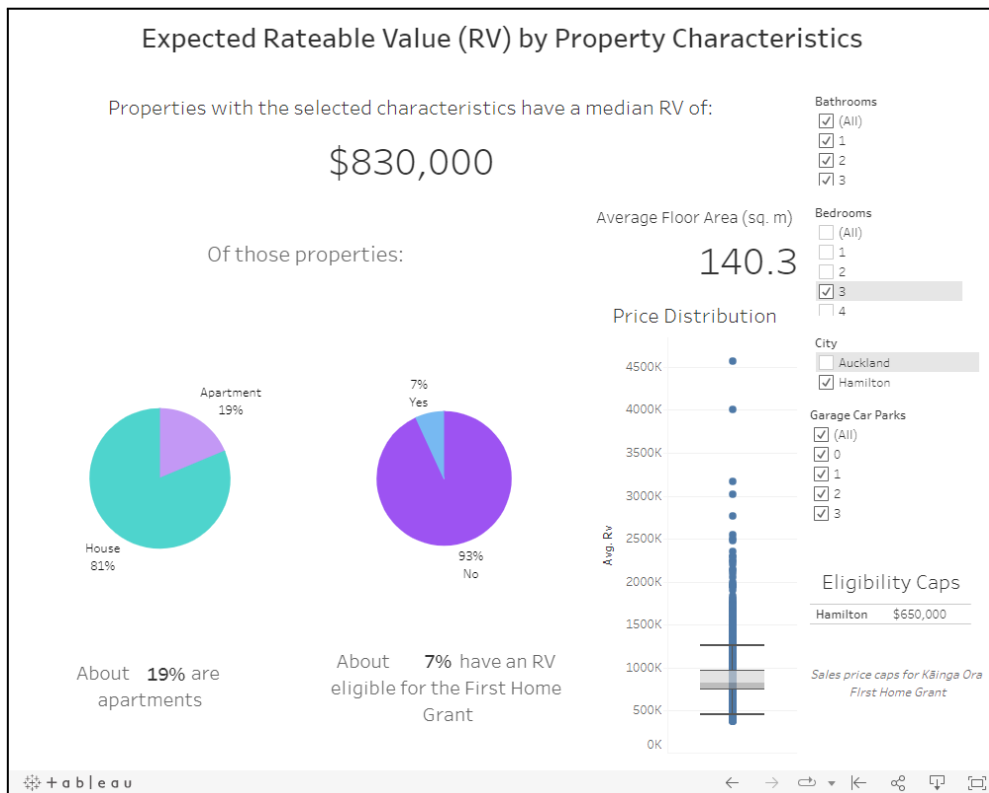 Expected Rateable Value (RV) by Property Characteristics
Properties with the selected characteristics have a median RV of:
$830,000
Bathrooms
(All)
1
2
3
Average Floor Area (sq. m)
140.3
Bedrooms
(All)
1
2
3
4
Of those properties:
Price Distribution
City
Auckland
Hamilton
Garage Car Parks
(All)
0
1
2
3
Apartment
19%
House
81%
7%
Yes
93%
No
Avg. Rv
4500K
4000K
3500K
3000K
2500K
2000K
1500K
1000K
500K
0K
Eligibility Caps
Hamilton $650,000
Sales price caps for Kāinga Ora
First Home Grant
About 19% are
apartments
About 7% have an RV
eligible for the First Home
Grant
+ableau